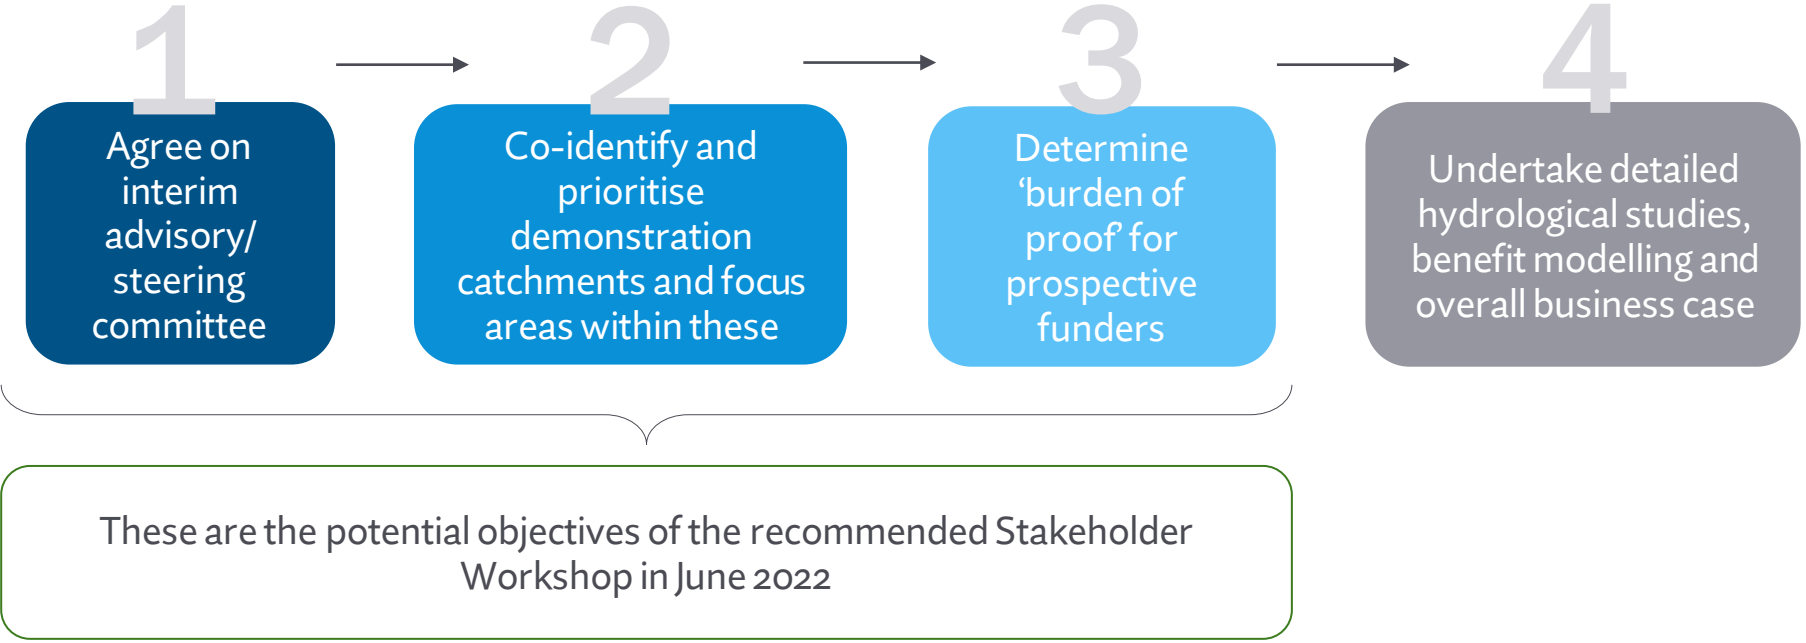 1
Agree on
interim
advisory/
steering
committee
2
Co-identify and
prioritise
demonstration
catchments and focus
areas within these
3
Determine
‘burden of
proof’ for
prospective
funders
4
Undertake detailed
hydrological studies,
benefit modelling and
overall business case
These are the potential objectives of the recommended Stakeholder
Workshop in June 2022